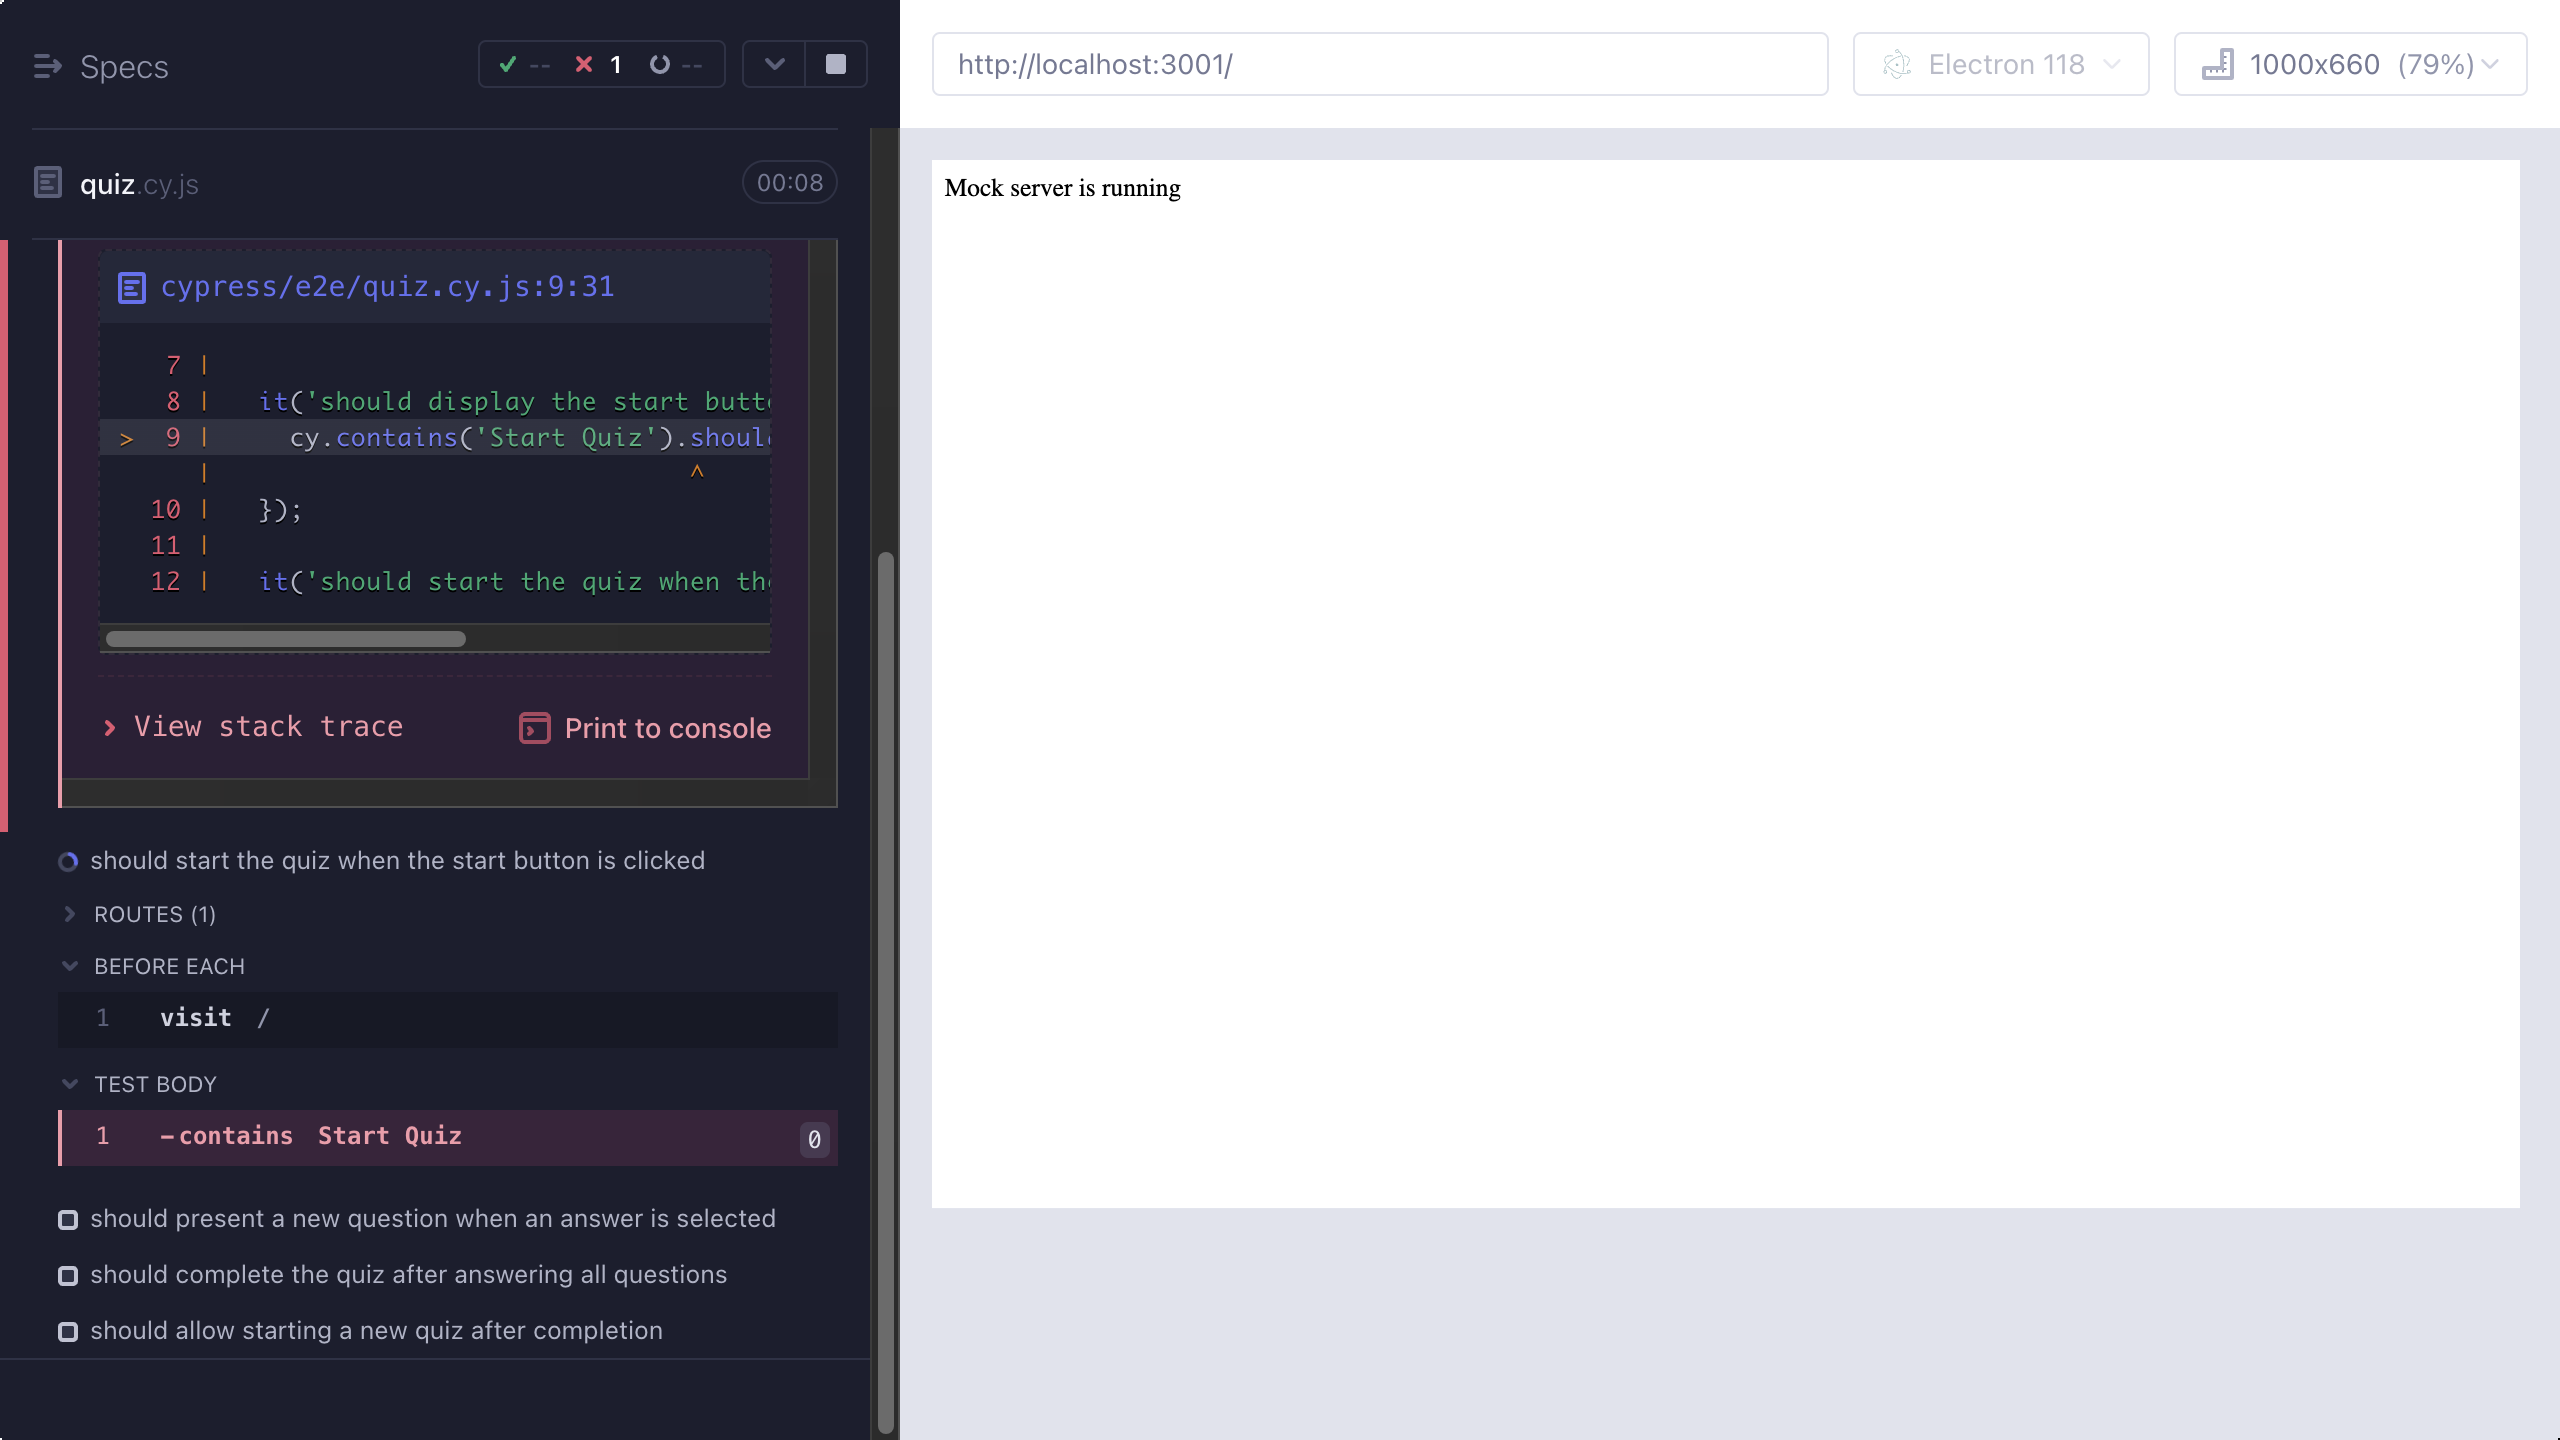 Specs
-- 1 --
quiz.cy.js
00:08
cypress/e2e/quiz.cy.js:9:31
7 |
8 | it('should display the start butt
> 9 | cy.contains('Start Quiz').shoul
| ^
10 | });
11 |
12 | it('should start the quiz when th
View stack trace
Print to console
should start the quiz when the start button is clicked
ROUTES (1)
BEFORE EACH
1 visit /
TEST BODY
1 -contains Start Quiz 0
should present a new question when an answer is selected
should complete the quiz after answering all questions
should allow starting a new quiz after completion
http://localhost:3001/
Electron 118
1000x660 (79%)
Mock server is running